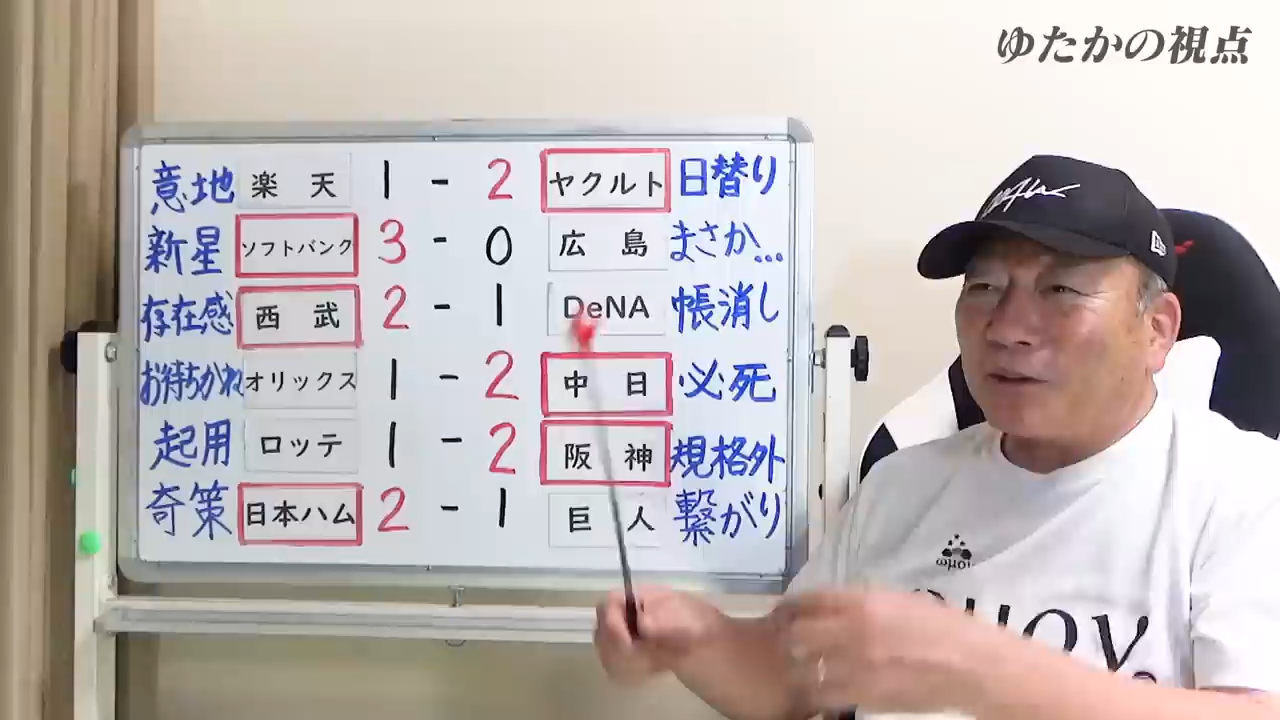 ゆたかの視点
意地 楽天 1 - 2 ヤクルト 日替り
新星 ソフトバンク 3 - 0 広島 まさか...
存在感 西武 2 - 1 DeNA 帳消し
お待ちかね オリックス 1 - 2 中日 必死
起用 ロッテ 1 - 2 阪神 規格外
奇策 日本ハム 2 - 1 巨人 繋がり